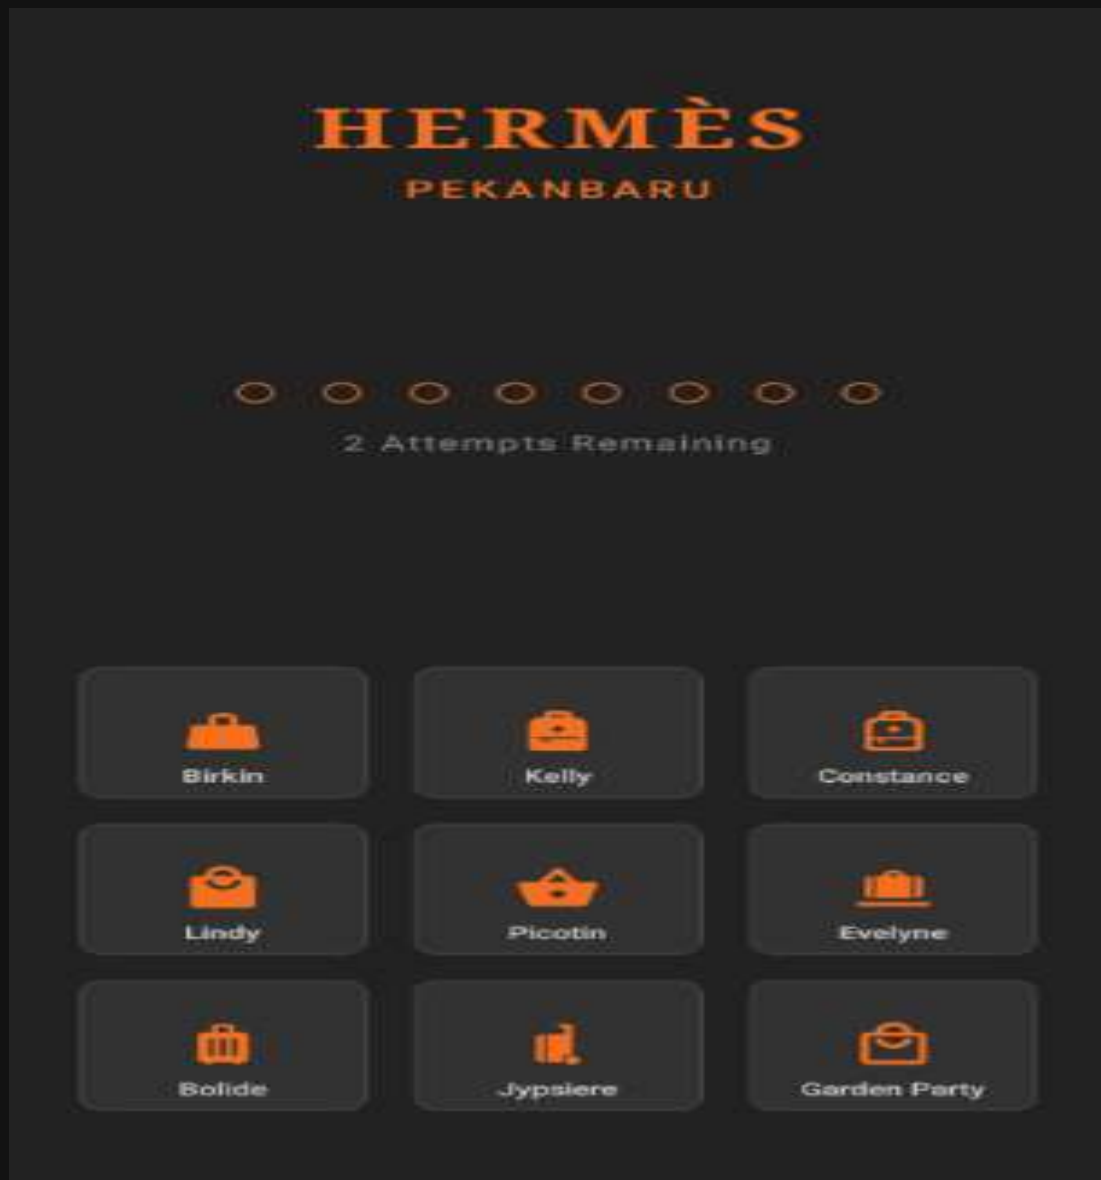 HERMÈS
PEKANBARU
2 Attempts Remaining
Birkin Kelly Constance
Lindy Picotin Evelyne
Bolide Jypsiere Garden Party